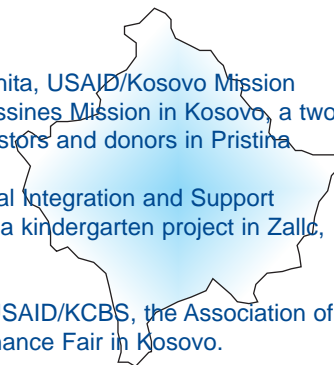 nita, USAID/Kosovo Mission
ssines Mission in Kosovo, a two
stors and donors in Pristina
al Integration and Support
a kindergarten project in Zallc,
USAID/KCBS, the Association of
nance Fair in Kosovo.